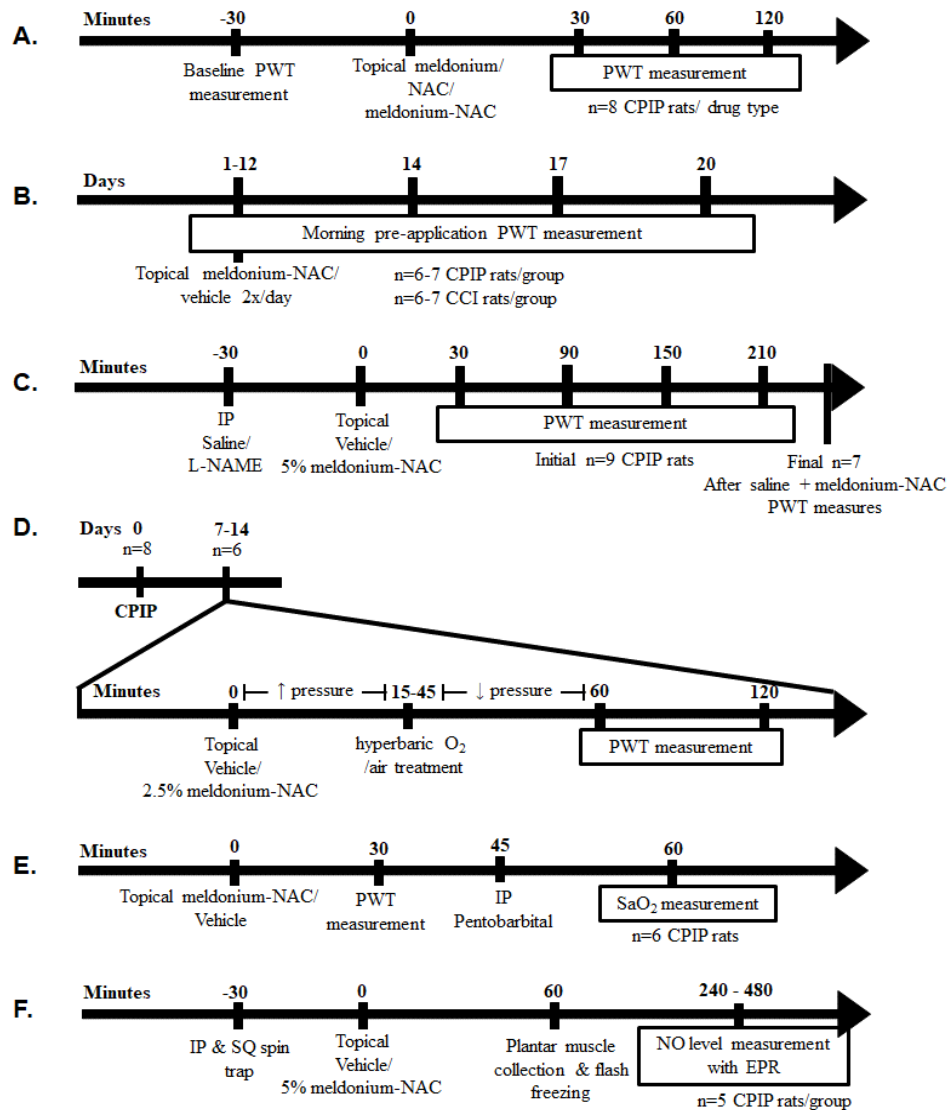 A.
Minutes -30 0 30 60 120
Baseline PWT
measurement
Topical meldonium/
NAC/
meldonium-NAC
PWT measurement
n=8 CPIP rats/ drug type
B.
Days 1-12 14 17 20
Morning pre-application PWT measurement
Topical meldonium-NAC/
vehicle 2x/day
n=6-7 CPIP rats/group
n=6-7 CCI rats/group
C.
Minutes -30 0 30 90 150 210
IP
Saline/
L-NAME
Topical
Vehicle/
5% meldonium-NAC
PWT measurement
Initial n=9 CPIP rats
Final n=7
After saline + meldonium-NAC
PWT measures
D.
Days 0 7-14
n=8 n=6
CPIP
Minutes 0 ↑ pressure 15-45 ↓ pressure 60 120
Topical
Vehicle/
2.5% meldonium-NAC
hyperbaric O₂
/air treatment
PWT measurement
E.
Minutes 0 30 45 60
Topical meldonium-NAC/
Vehicle
PWT
measurement
IP
Pentobarbital
SaO₂ measurement
n=6 CPIP rats
F.
Minutes -30 0 60 240 - 480
IP & SQ spin
trap
Topical
Vehicle/
5% meldonium-NAC
Plantar muscle
collection & flash
freezing
NO level measurement
with EPR
n=5 CPIP rats/group